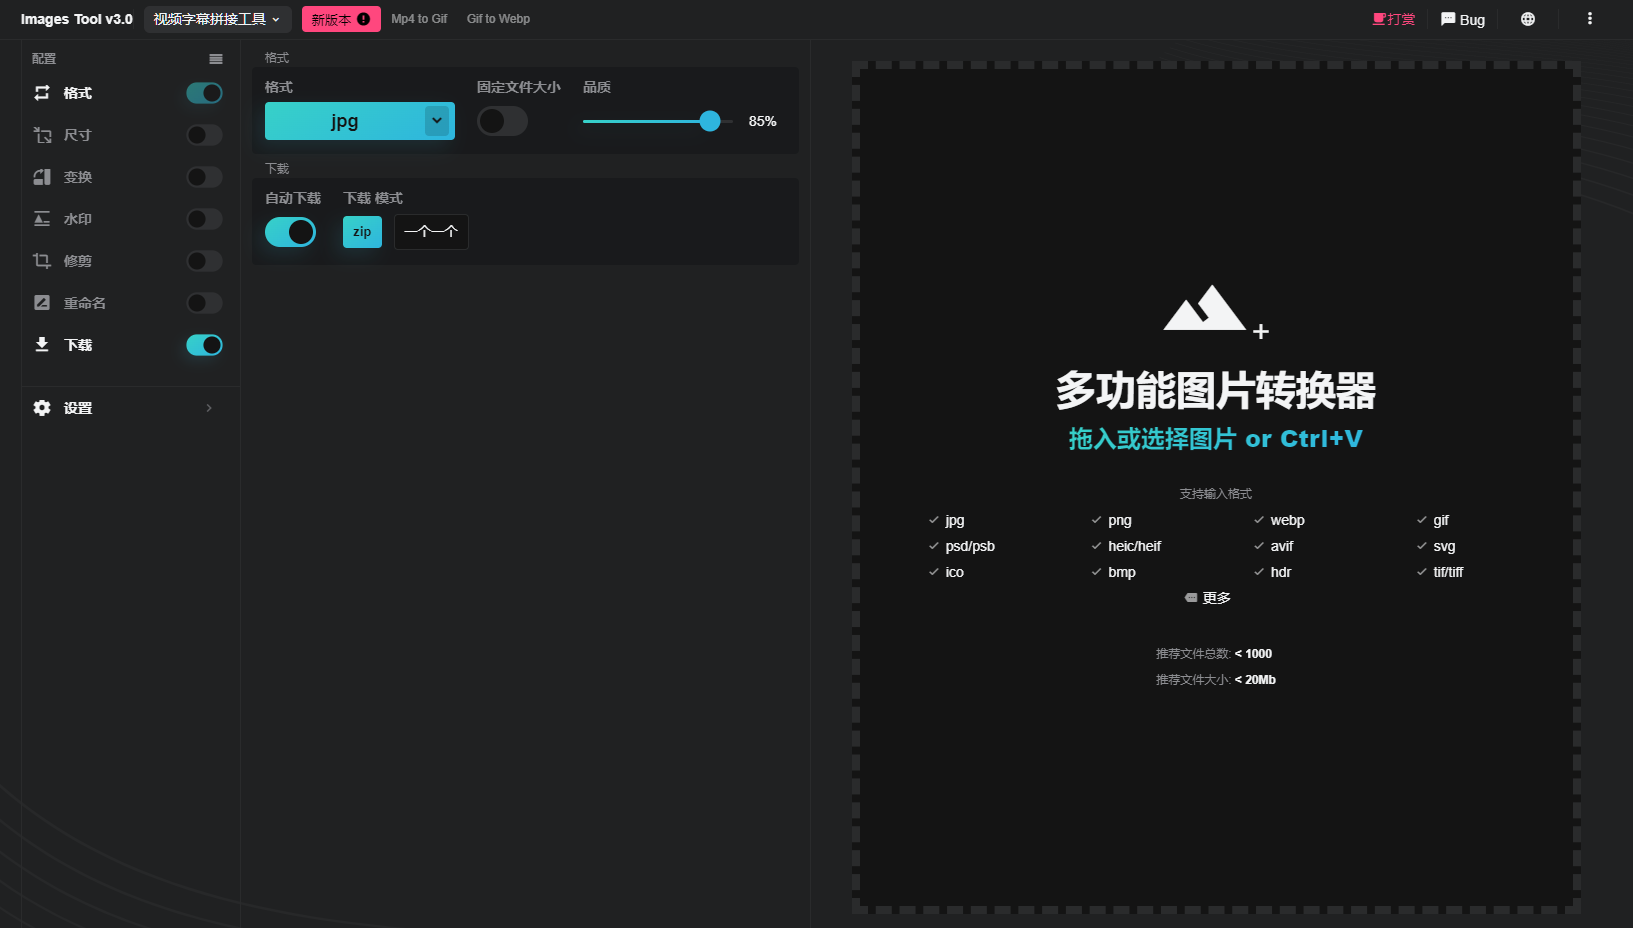 Images Tool v3.0 视频字幕拼接工具 新版本 Mp4 to Gif Gif to Webp 打赏 Bug
配置
格式
尺寸
变换
水印
修剪
重命名
下载
设置
格式
格式 固定文件大小 品质
jpg 85%
下载
自动下载 下载 模式
zip 一个一个
多功能图片转换器
拖入或选择图片 or Ctrl+V
支持输入格式
jpg png webp gif
psd/psb heic/heif avif svg
ico bmp hdr tif/tiff
更多
推荐文件总数: < 1000
推荐文件大小: < 20Mb